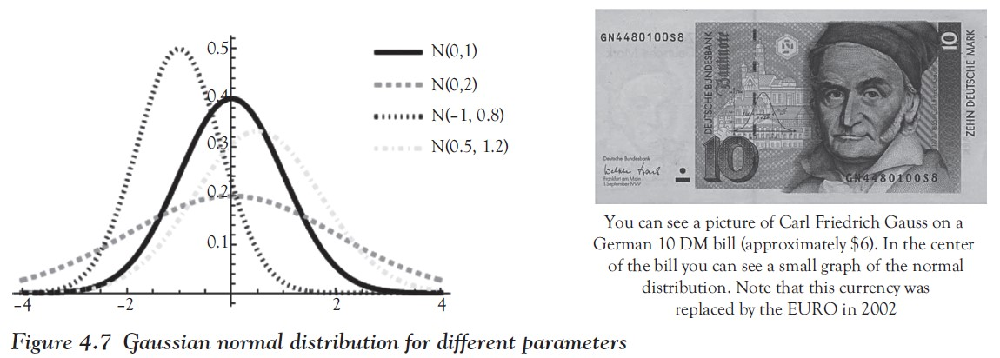 0.5
0.4
0.3
0.2
0.1
-4
-2
2
4
N(0,1)
N(0,2)
N(-1, 0.8)
N(0.5, 1.2)
Figure 4.7 Gaussian normal distribution for different parameters
GN4480100S8
DEUTSCHE BUNDESBANK
Banknote
10
10
ZEHN DEUTSCHE MARK
Deutsche Bundesbank
Frankfurt am Main
1. September 1999
GN4480100S8
You can see a picture of Carl Friedrich Gauss on a
German 10 DM bill (approximately $6). In the center
of the bill you can see a small graph of the normal
distribution. Note that this currency was
replaced by the EURO in 2002